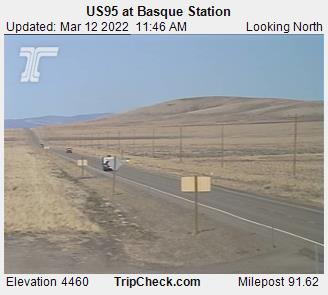 US95 at Basque Station
Updated: Mar 12 2022 11:46 AM Looking North
Elevation 4460 TripCheck.com Milepost 91.62